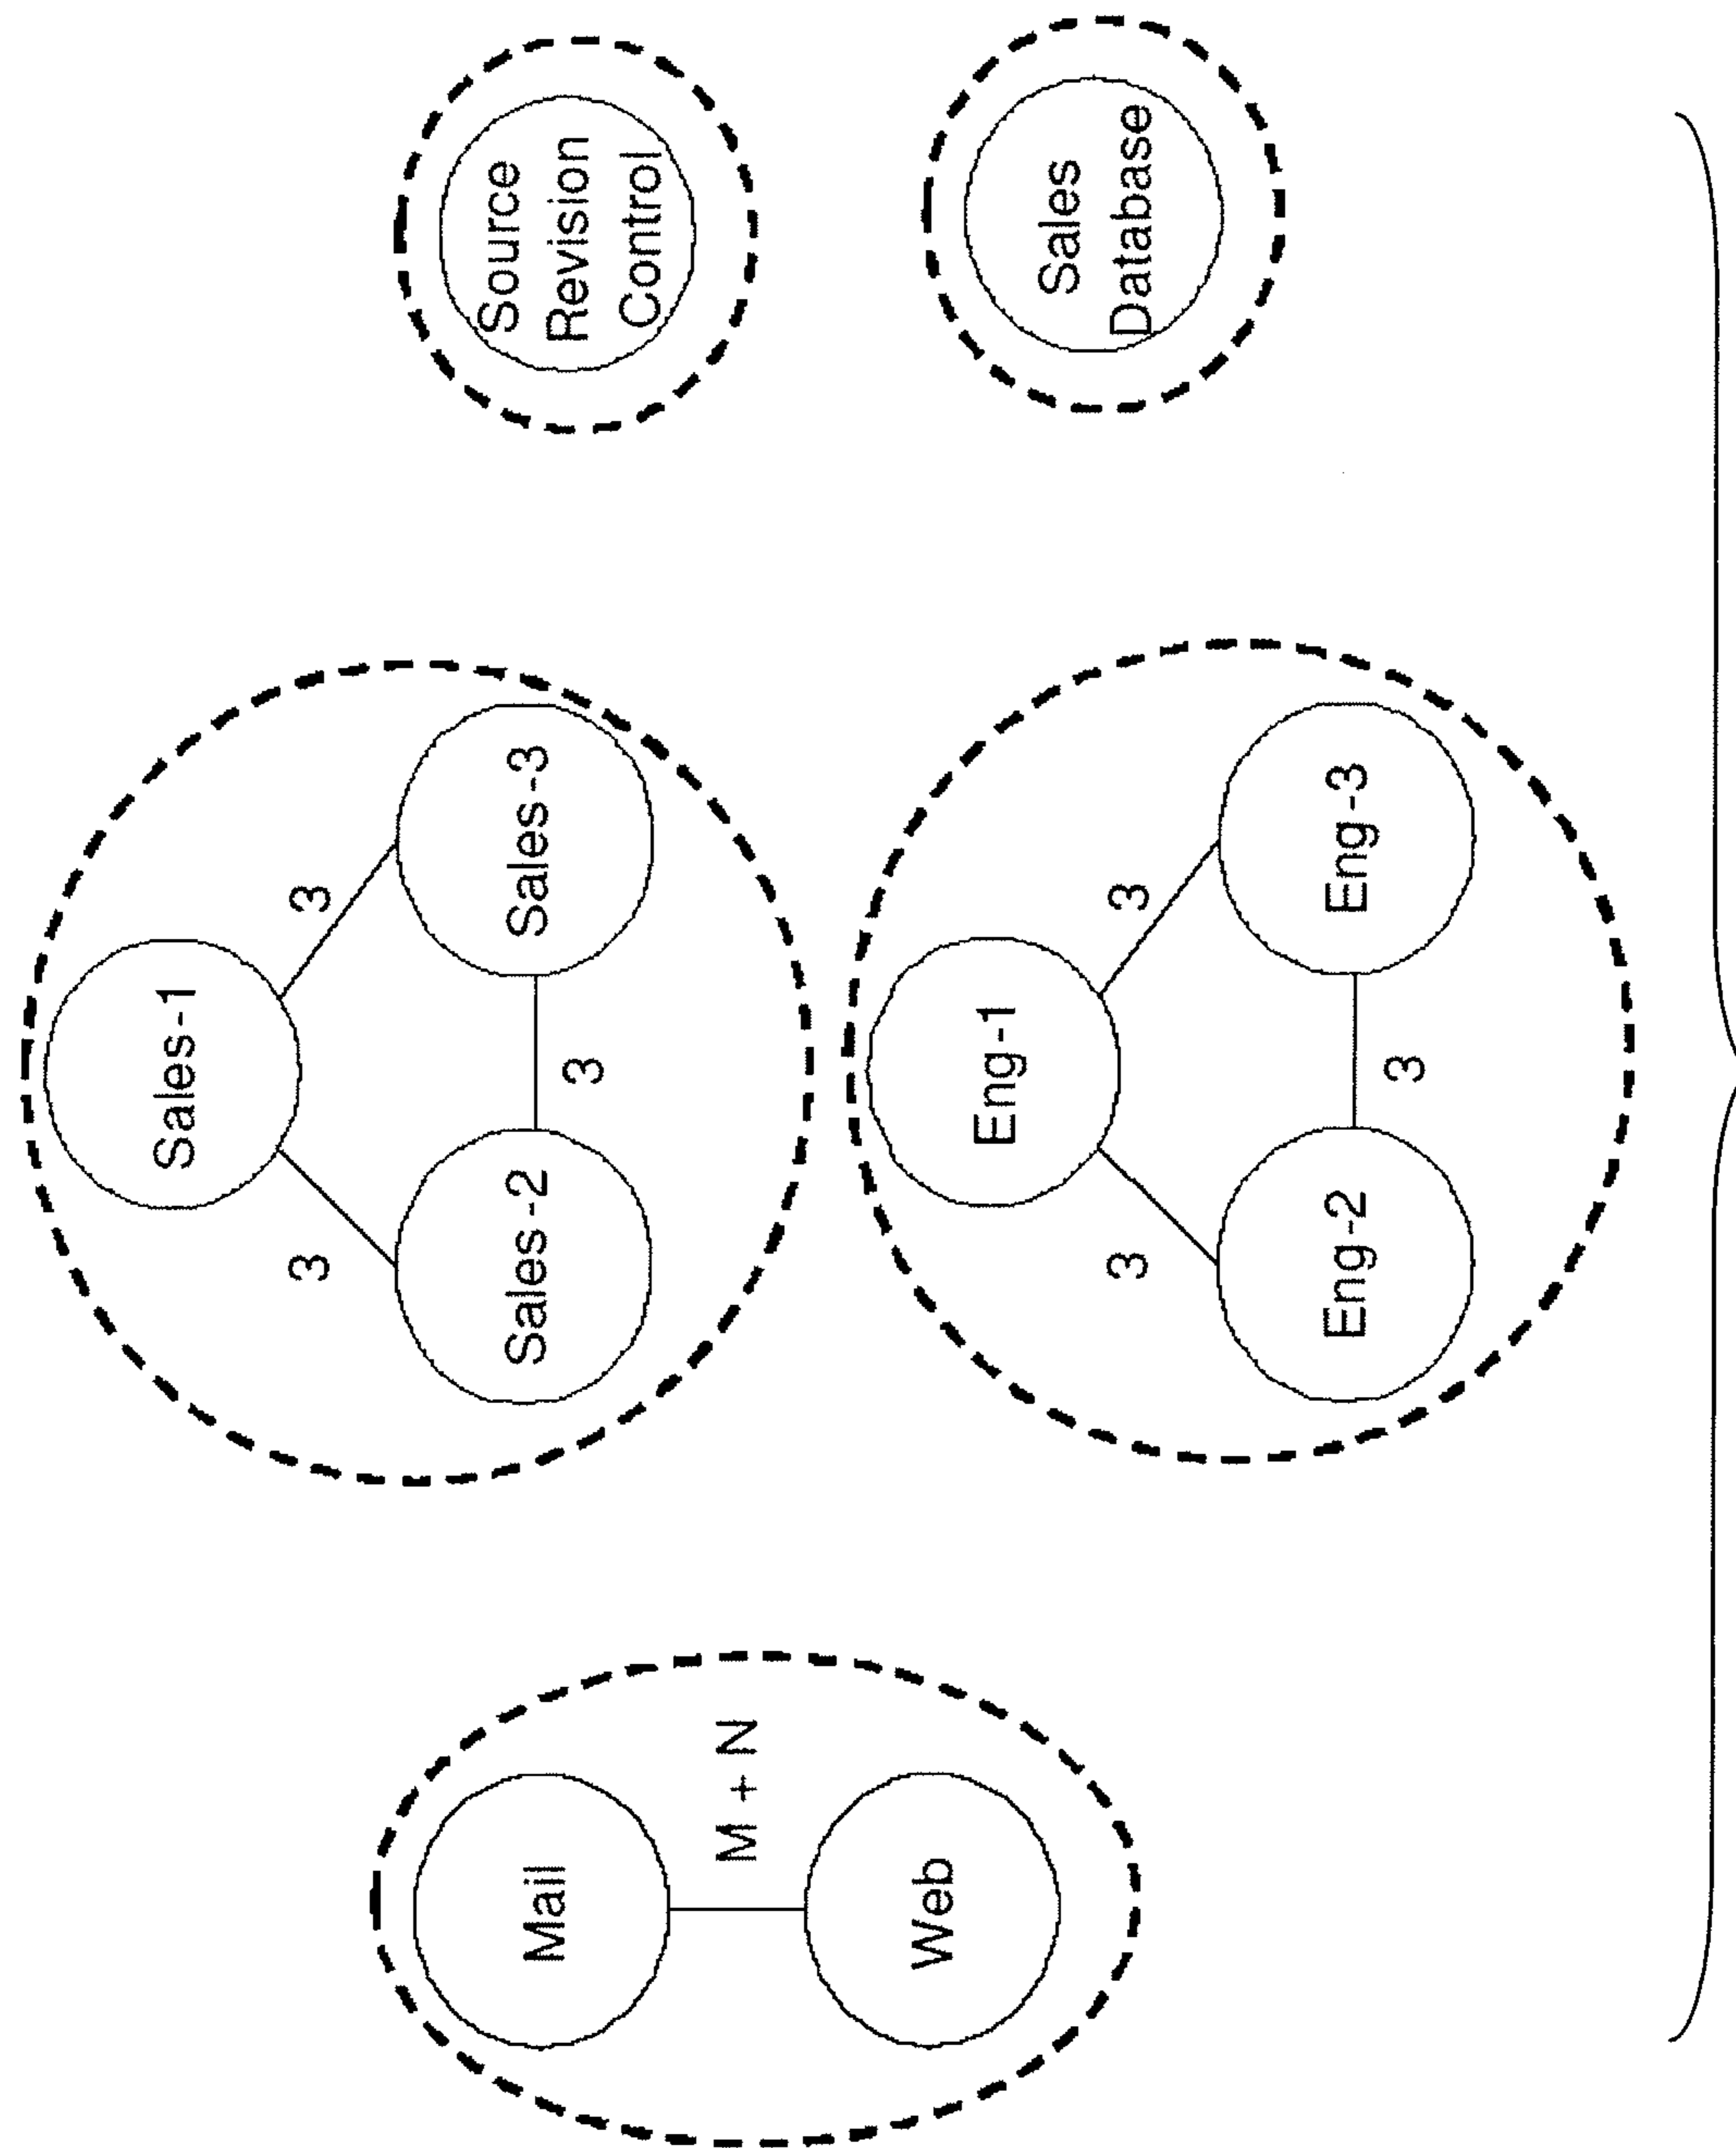 Mail
M + N
Web
Sales-1
3
3
Sales-2
3
Sales-3
Eng-1
3
3
Eng-2
3
Eng-3
Source
Revision
Control
Sales
Database